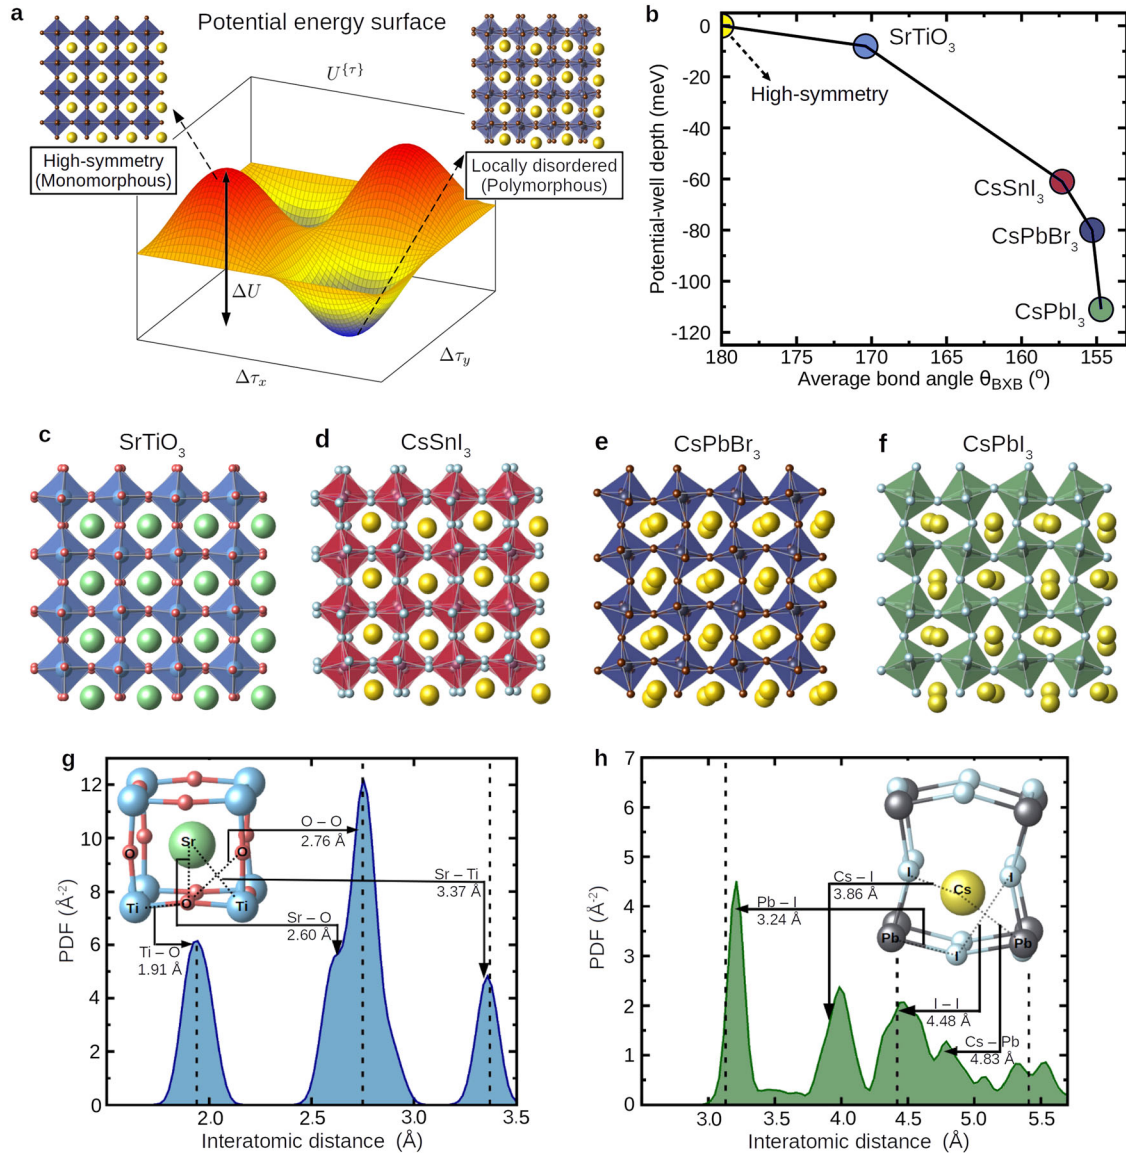 a
Potential energy surface
U{τ}
High-symmetry
(Monomorphous)
Locally disordered
(Polymorphous)
ΔU
Δτx
Δτy
b
Potential-well depth (meV)
0
-20
-40
-60
-80
-100
-120
SrTiO3
High-symmetry
CsSnI3
CsPbBr3
CsPbI3
180 175 170 165 160 155
Average bond angle θBXB (º)
c
SrTiO3
d
CsSnI3
e
CsPbBr3
f
CsPbI3
g
PDF (Å-2)
12
10
8
6
4
2
0
Sr
O
O
Ti
O
Ti
O – O
2.76 Å
Sr – Ti
3.37 Å
Sr – O
2.60 Å
Ti – O
1.91 Å
2.0 2.5 3.0 3.5
Interatomic distance (Å)
h
PDF (Å-2)
7
6
5
4
3
2
1
0
I
Cs
I
Pb
I
Pb
Cs – I
3.86 Å
Pb – I
3.24 Å
I – I
4.48 Å
Cs – Pb
4.83 Å
3.0 3.5 4.0 4.5 5.0 5.5
Interatomic distance (Å)